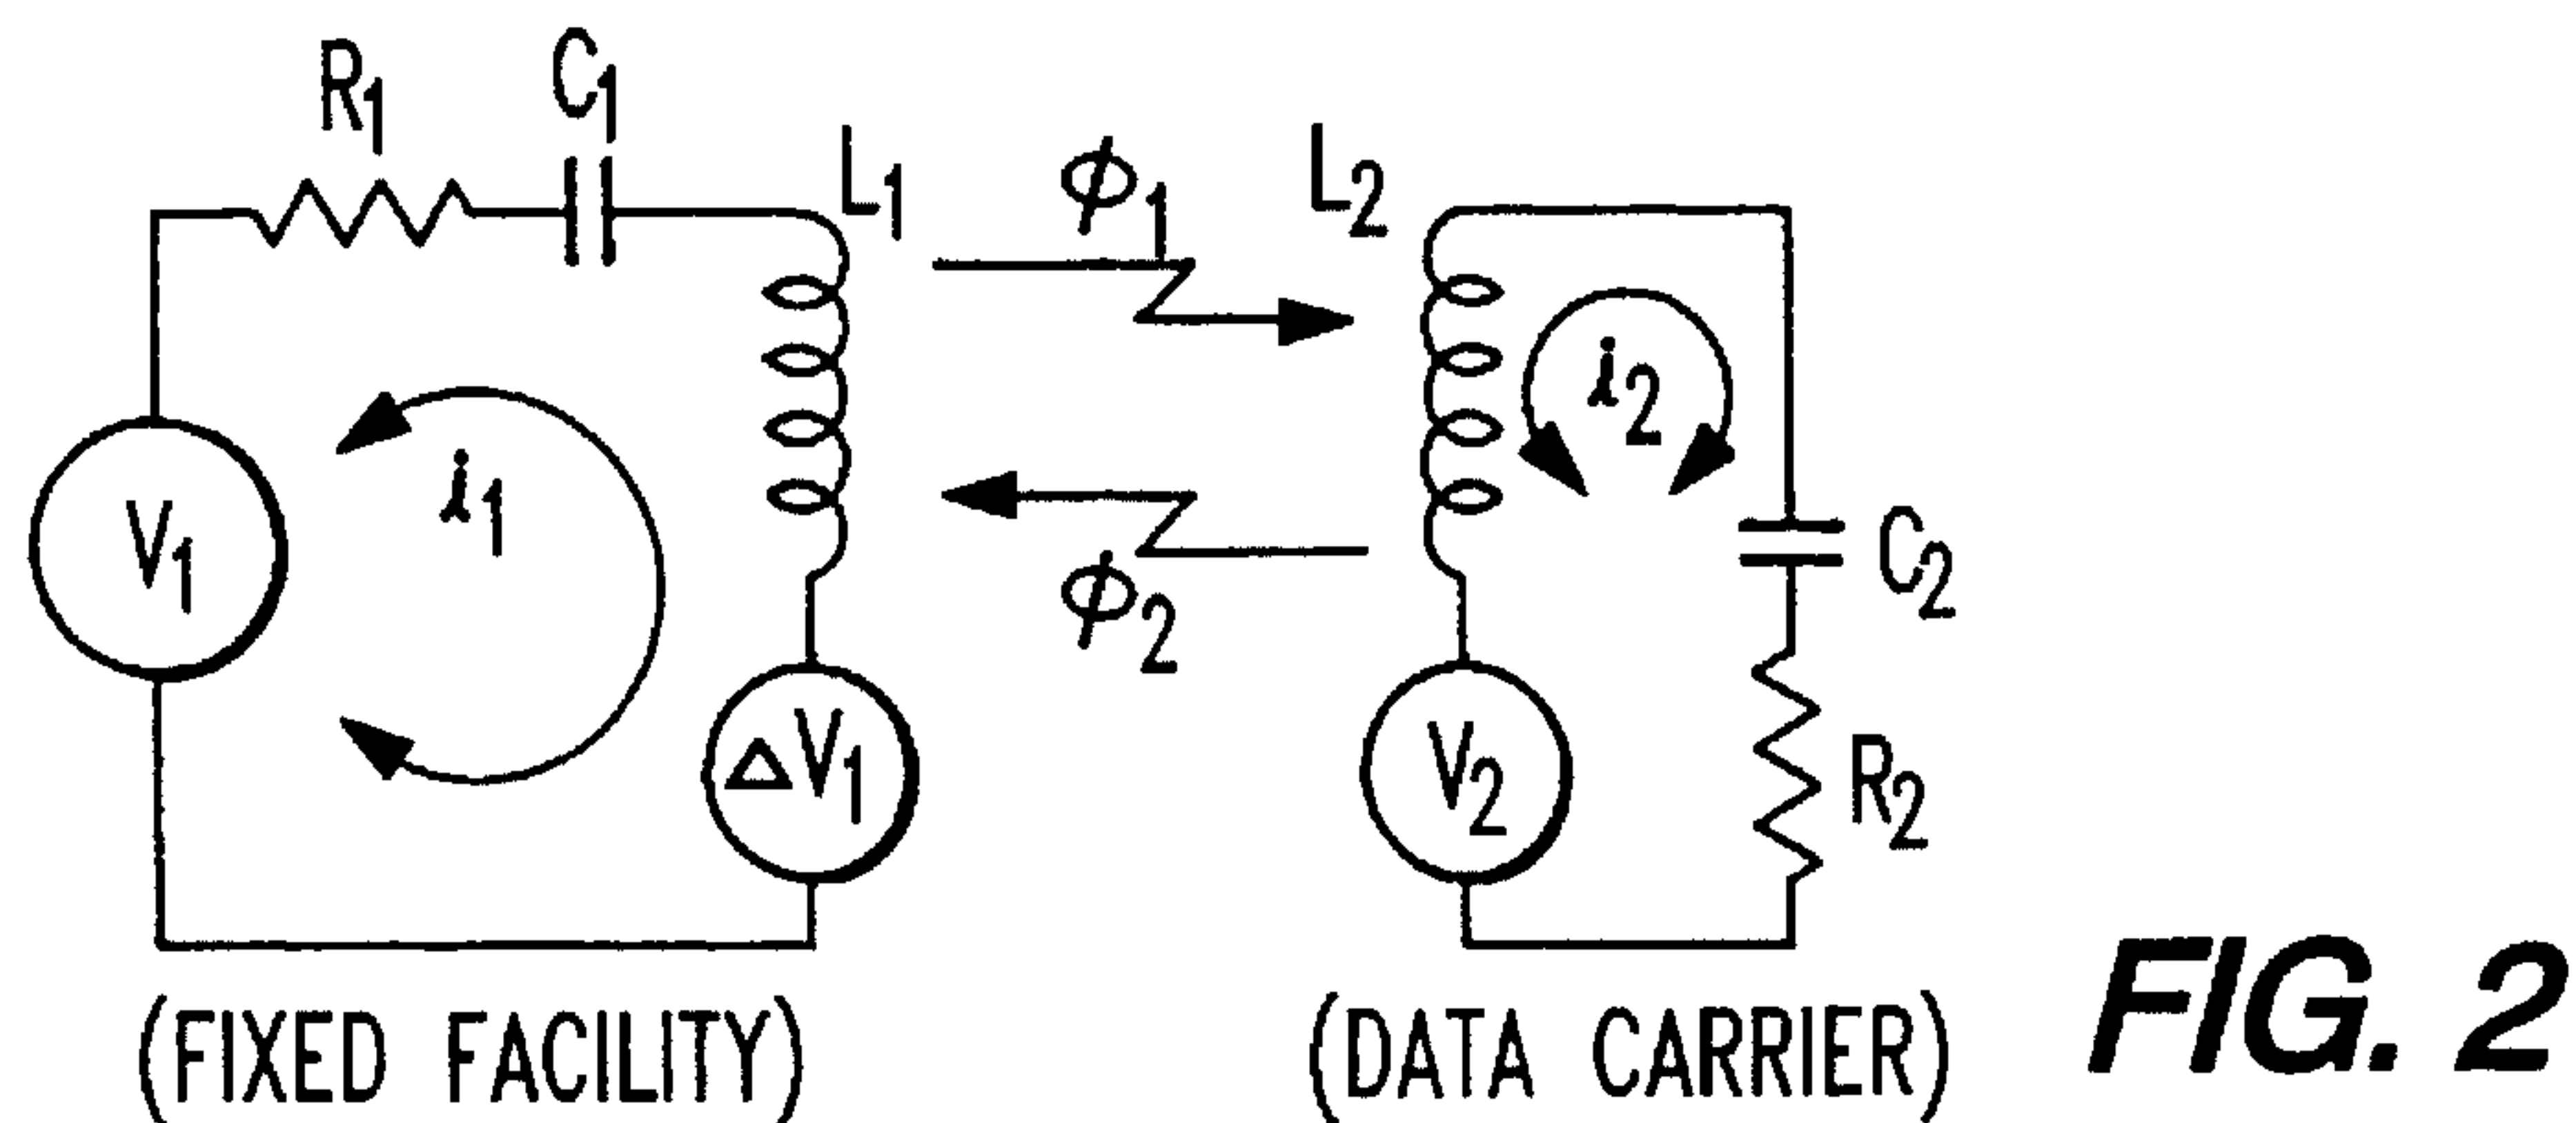 R1
C1
L1
ϕ1
L2
i1
i2
V1
C2
ϕ2
ΔV1
V2
R2
(FIXED FACILITY)
(DATA CARRIER)
FIG. 2